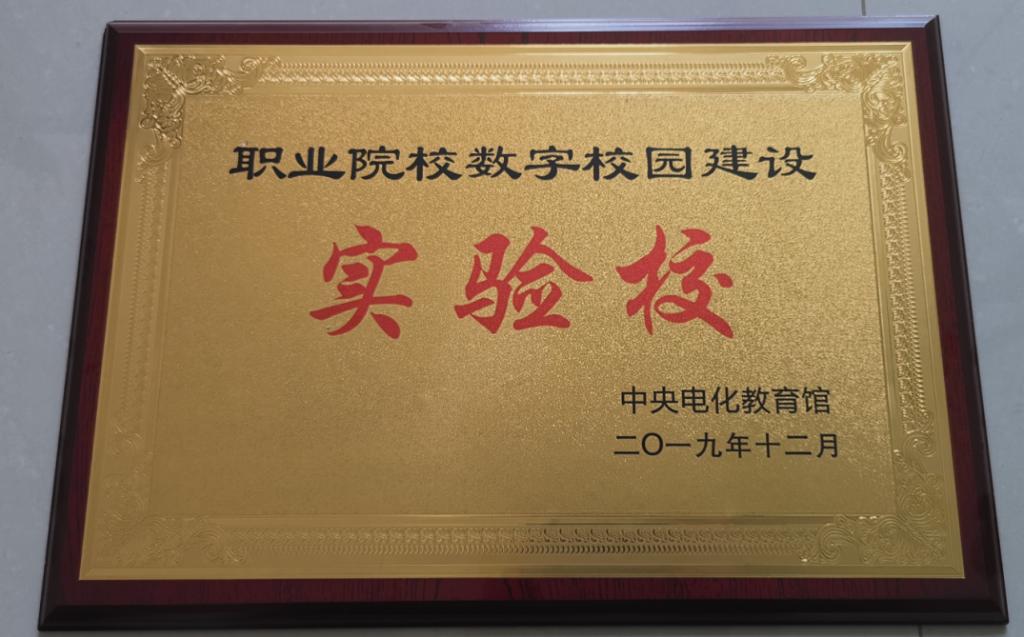 职业院校数字校园建设
实验校
中央电化教育馆
二〇一九年十二月